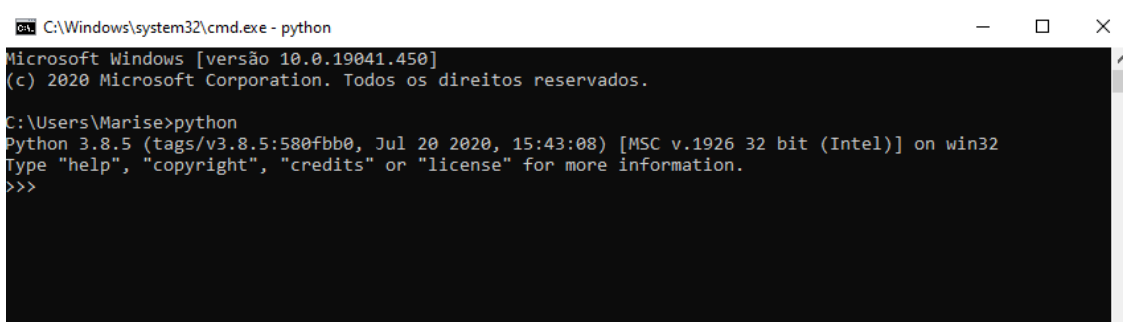 C:\Windows\system32\cmd.exe - python
Microsoft Windows [versão 10.0.19041.450]
(c) 2020 Microsoft Corporation. Todos os direitos reservados.
C:\Users\Marise>python
Python 3.8.5 (tags/v3.8.5:580fbb0, Jul 20 2020, 15:43:08) [MSC v.1926 32 bit (Intel)] on win32
Type "help", "copyright", "credits" or "license" for more information.
>>>